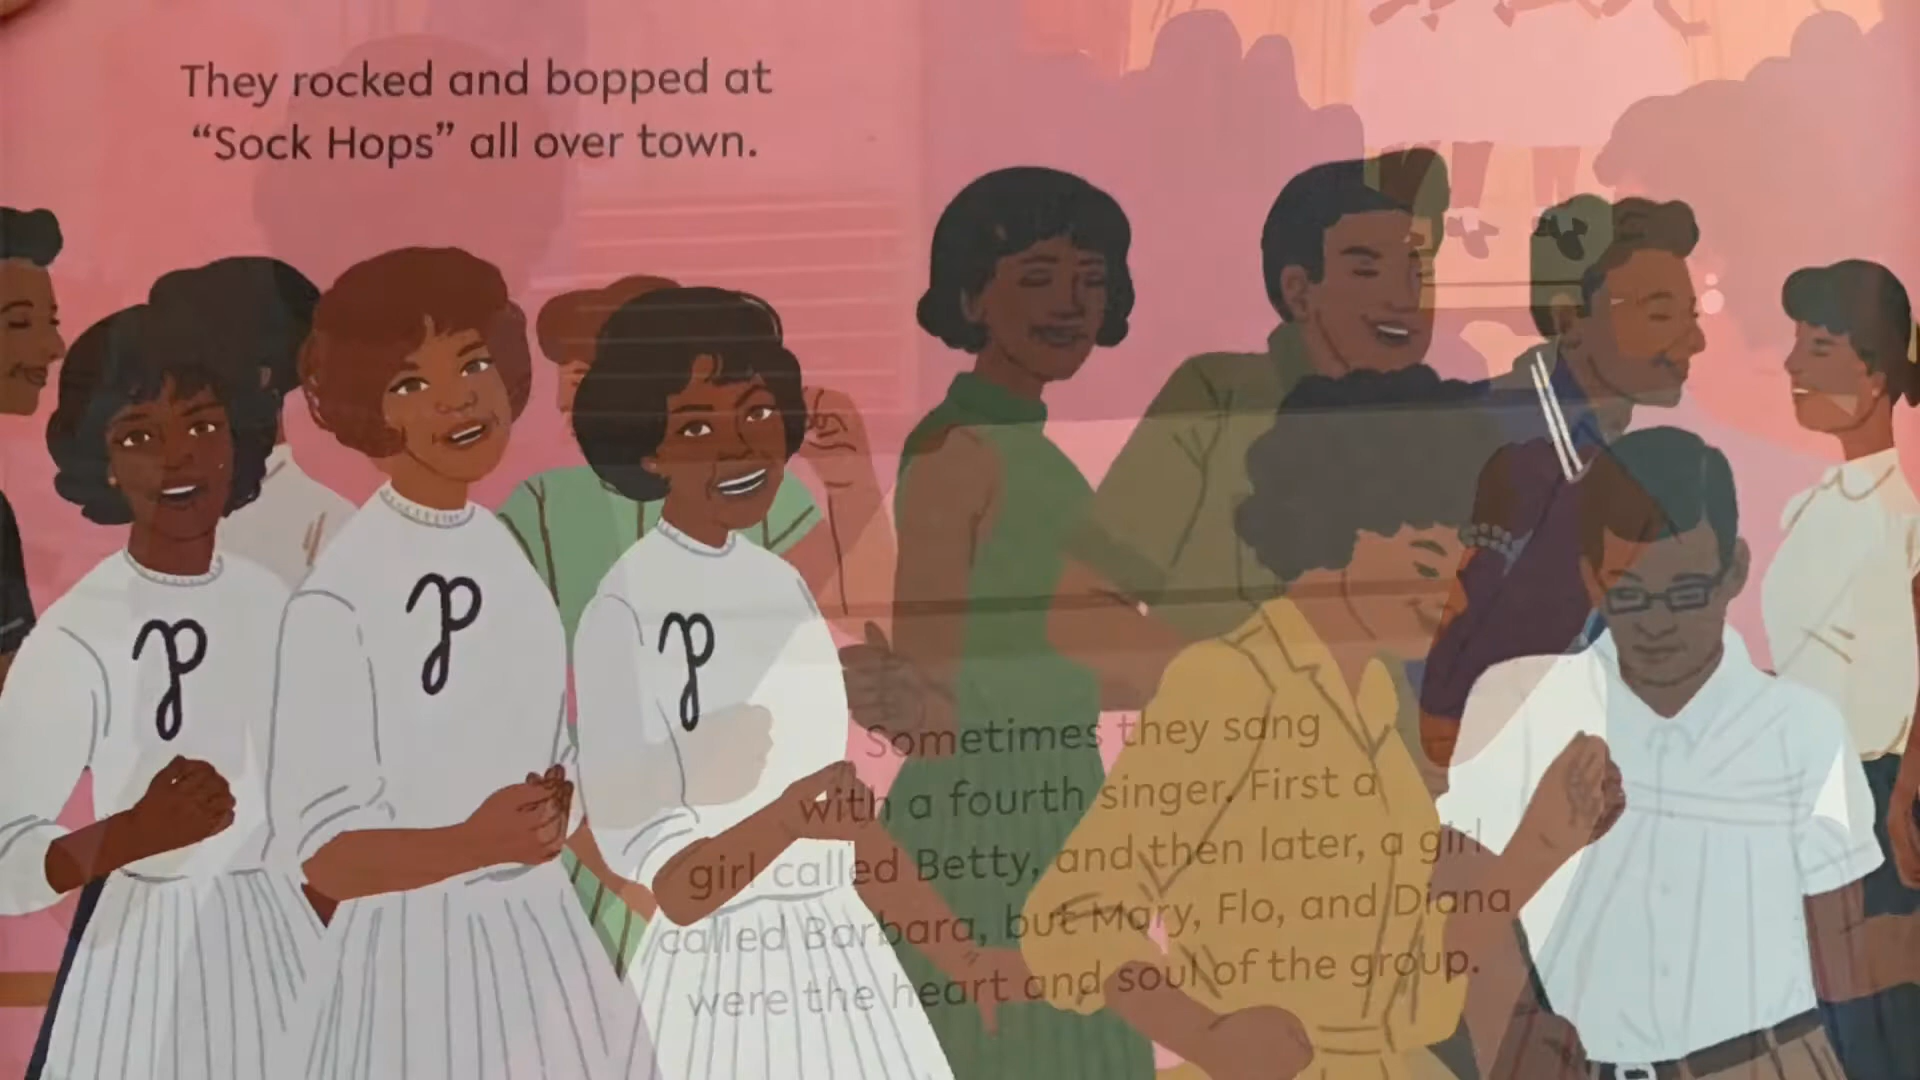 They rocked and bopped at
“Sock Hops” all over town.
p
p
p
Sometimes they sang
with a fourth singer. First a
girl called Betty, and then later, a girl
called Barbara, but Mary, Flo, and Diana
were the heart and soul of the group.